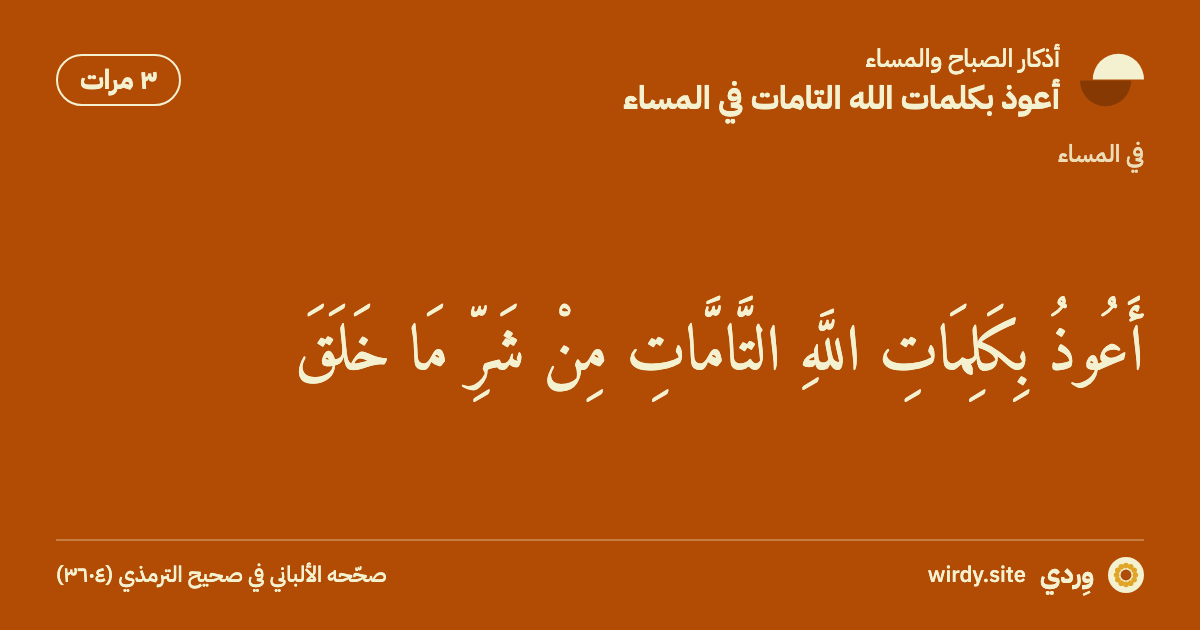 أذكار الصباح والمساء
أعوذ بكلمات الله التامات في المساء
٣ مرات
في المساء
أَعُوذُ بِكَلِمَاتِ اللَّهِ التَّامَّاتِ مِنْ شَرِّ مَا خَلَقَ
وِردي wirdy.site
صحّحه الألباني في صحيح الترمذي (٣٦٠٤)